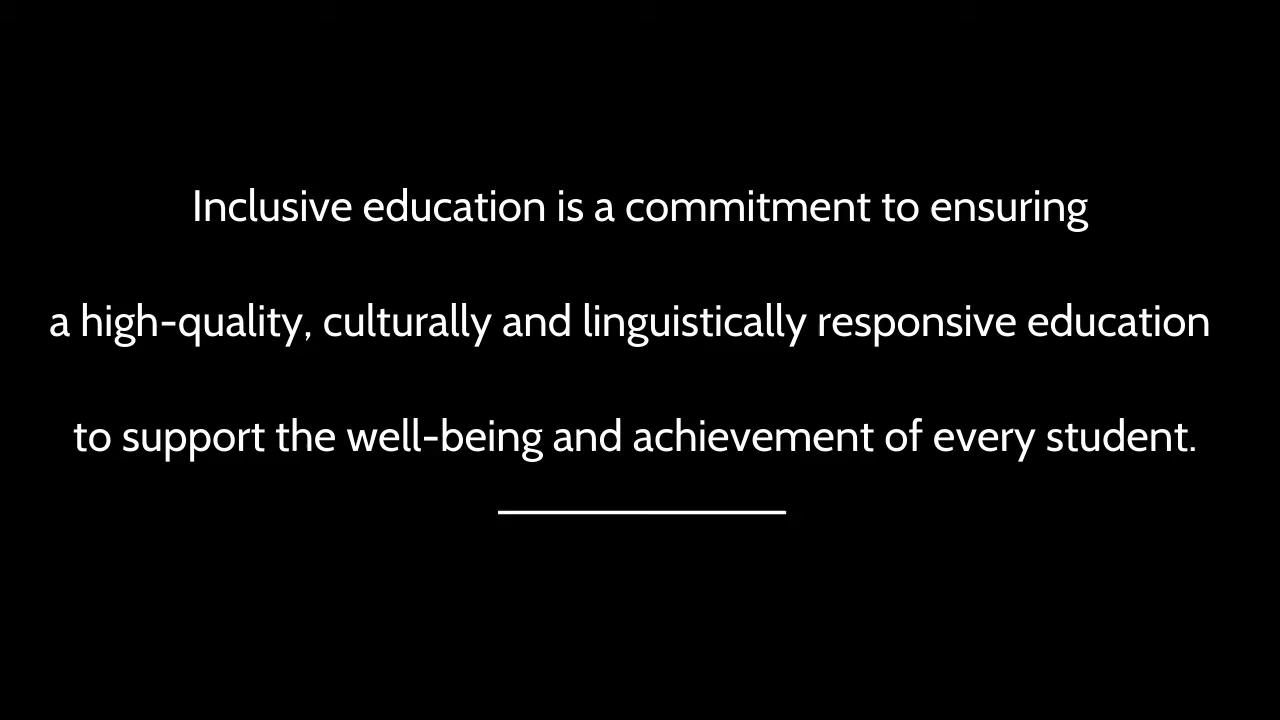 Inclusive education is a commitment to ensuring
a high-quality, culturally and linguistically responsive education
to support the well-being and achievement of every student.